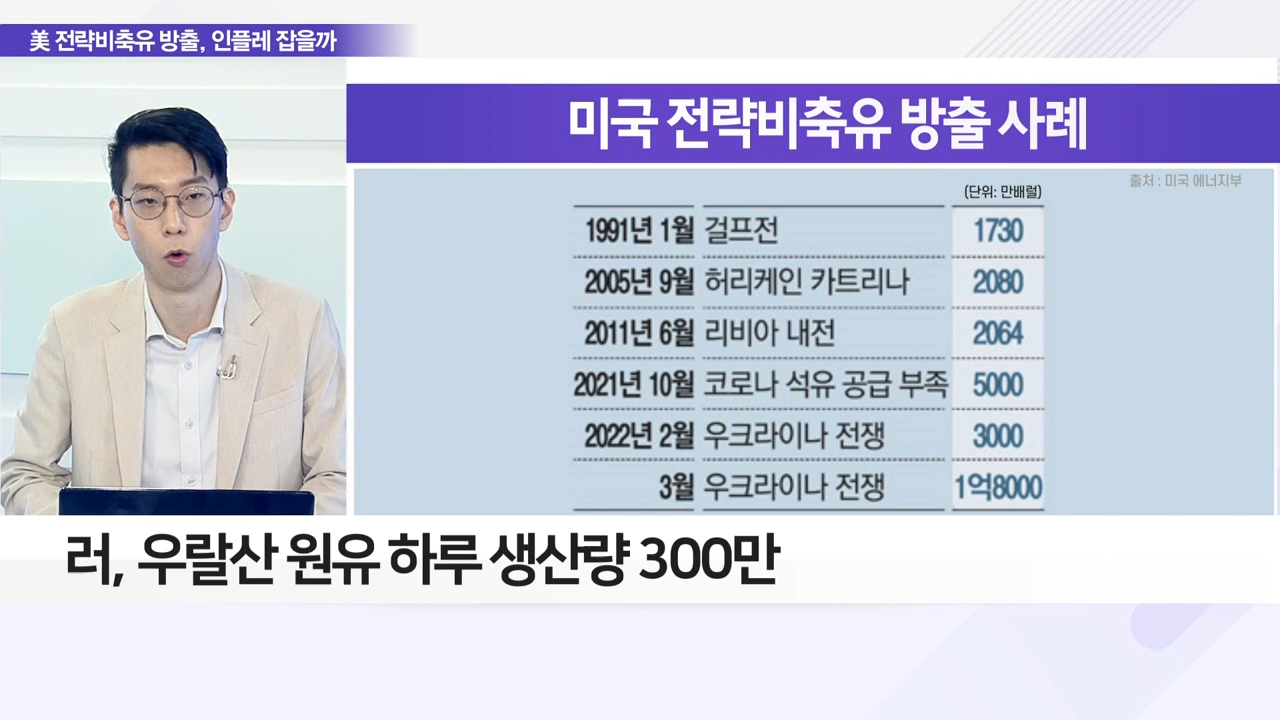 美 전략비축유 방출, 인플레 잡을까
미국 전략비축유 방출 사례
출처 : 미국 에너지부
(단위: 만배럴)
1991년 1월 걸프전 1730
2005년 9월 허리케인 카트리나 2080
2011년 6월 리비아 내전 2064
2021년 10월 코로나 석유 공급 부족 5000
2022년 2월 우크라이나 전쟁 3000
3월 우크라이나 전쟁 1억8000
러, 우랄산 원유 하루 생산량 300만